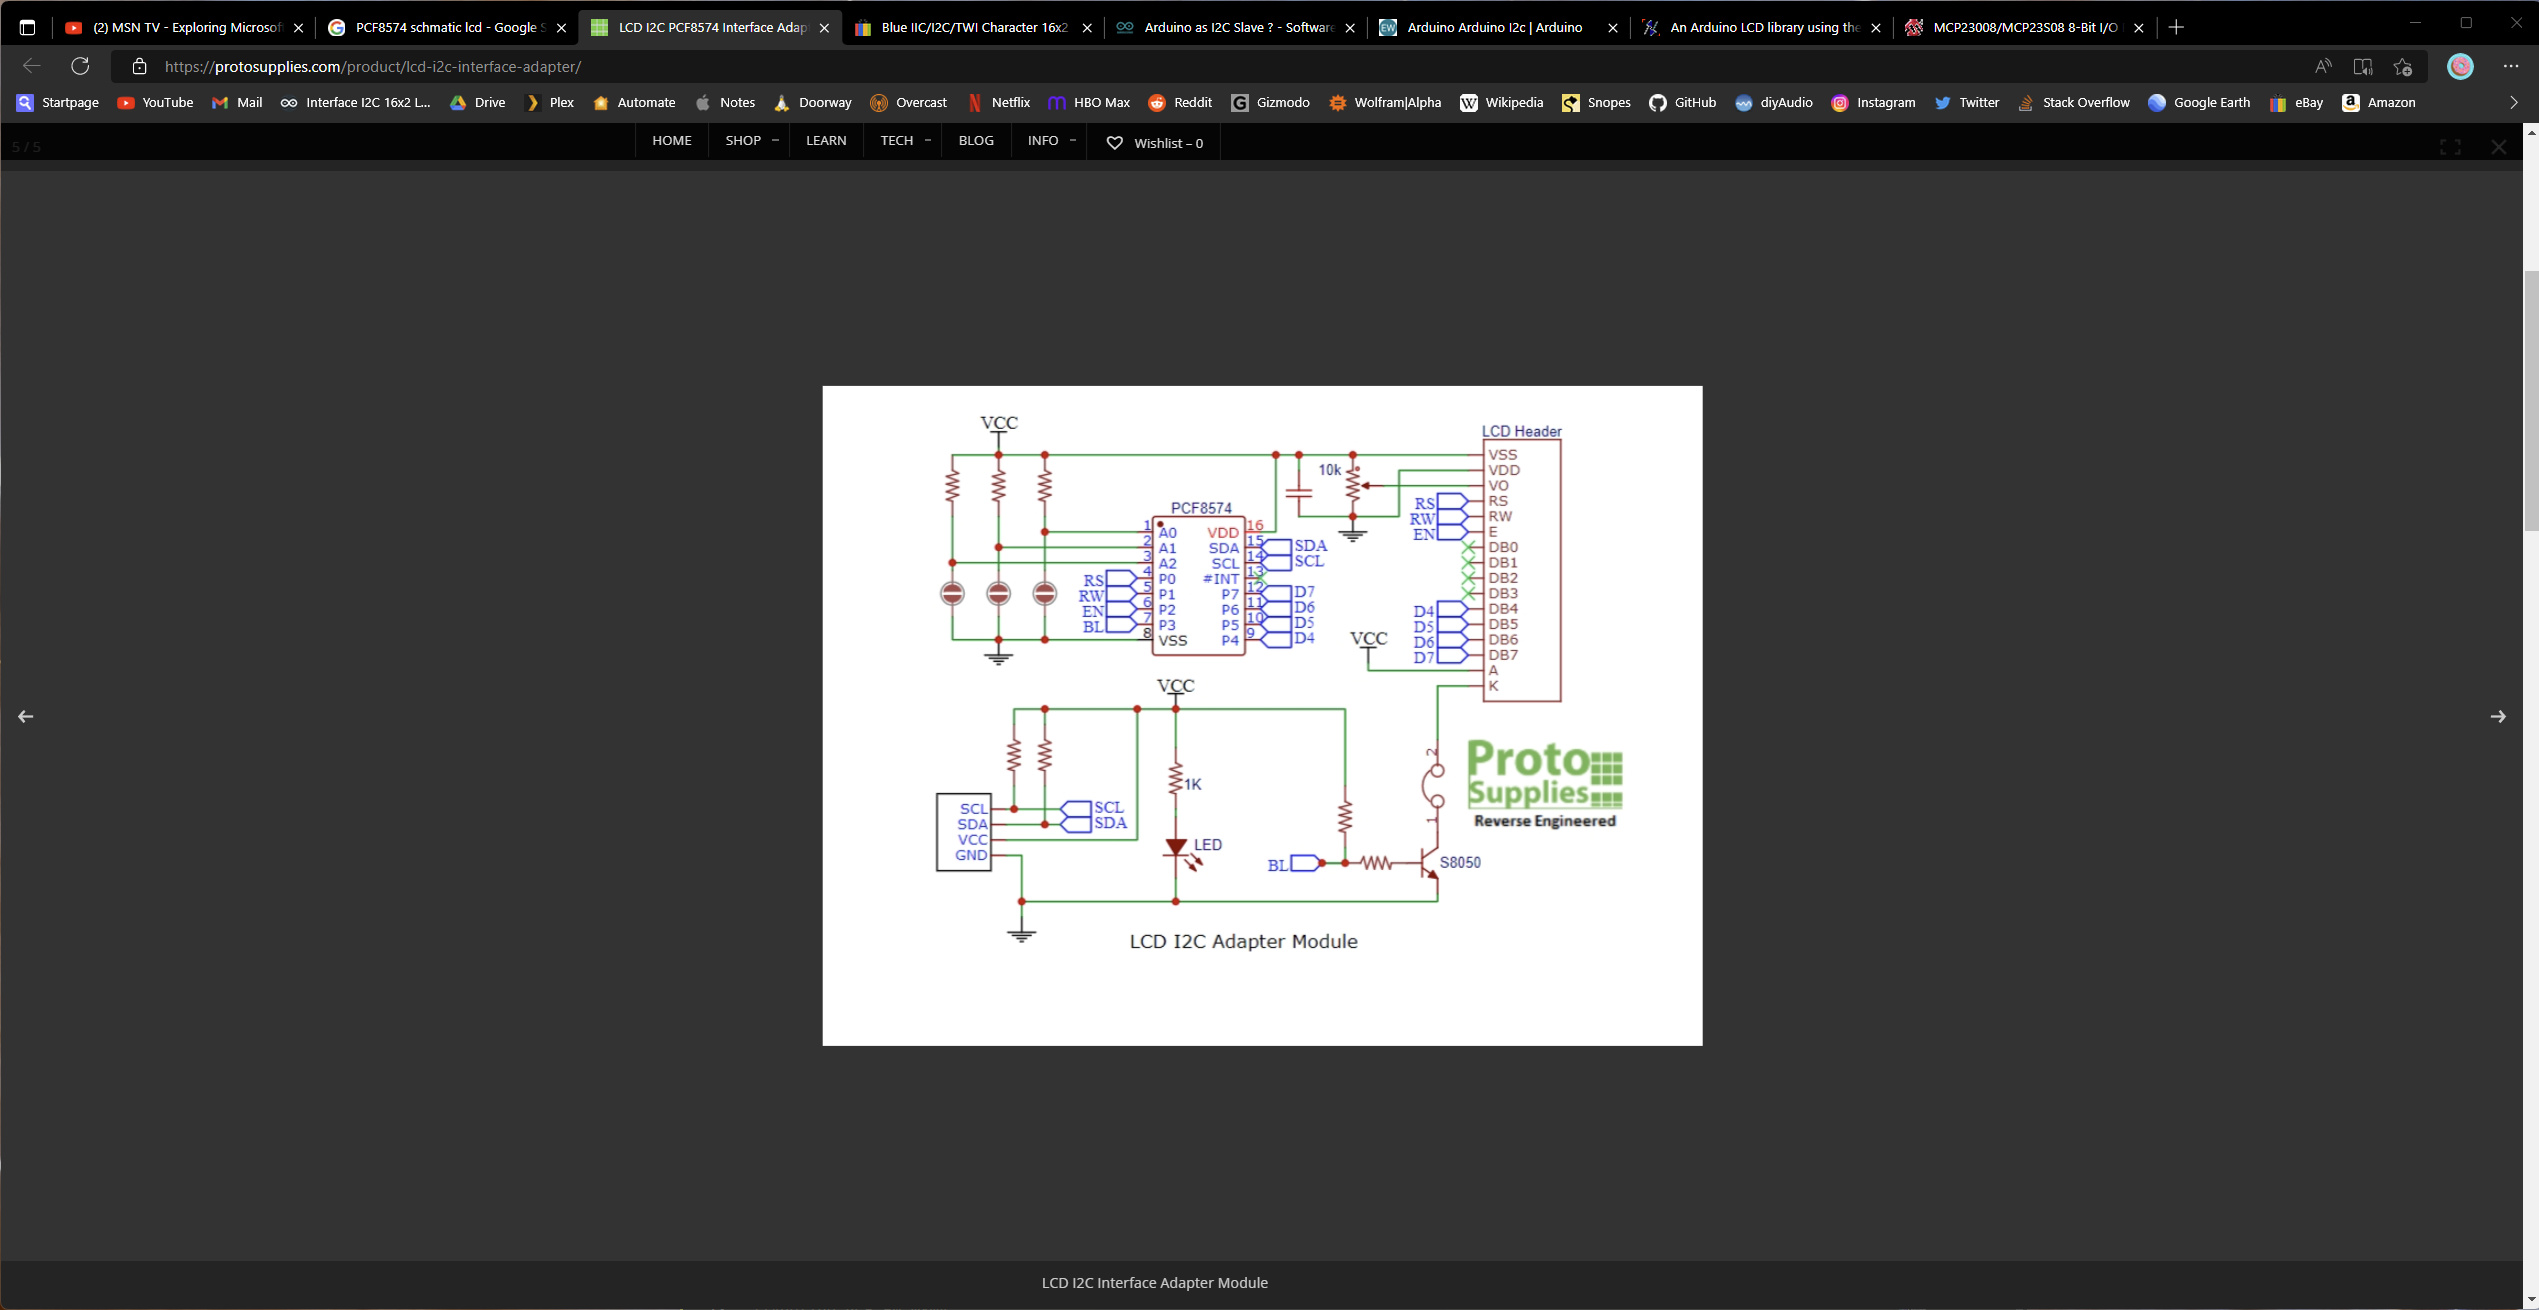 (2) MSN TV - Exploring Microsof
PCF8574 schmatic lcd - Google S
LCD I2C PCF8574 Interface Adap
Blue IIC/I2C/TWI Character 16x2
Arduino as I2C Slave ? - Software
Arduino Arduino I2c | Arduino
An Arduino LCD library using the
MCP23008/MCP23S08 8-Bit I/O
https://protosupplies.com/product/lcd-i2c-interface-adapter/
Startpage YouTube Mail Interface I2C 16x2 L... Drive Plex Automate Notes Doorway Overcast Netflix HBO Max Reddit Gizmodo Wolfram|Alpha Wikipedia Snopes GitHub diyAudio Instagram Twitter Stack Overflow Google Earth eBay Amazon
5 / 5
HOME SHOP LEARN TECH BLOG INFO Wishlist – 0
VCC
PCF8574
1 A0
2 A1
3 A2
RS 4 P0
RW 5 P1
EN 6 P2
BL 7 P3
8 VSS
VDD 16
SDA 15 SDA
SCL 14 SCL
#INT 13
P7 12 D7
P6 11 D6
P5 10 D5
P4 9 D4
10k
LCD Header
VSS
VDD
VO
RS RS
RW RW
EN E
DB0
DB1
DB2
DB3
D4 DB4
D5 DB5
D6 DB6
D7 DB7
VCC
A
K
VCC
SCL SCL
SDA SDA
VCC
GND
1K
LED
BL
2
1
S8050
Proto
Supplies
Reverse Engineered
LCD I2C Adapter Module
LCD I2C Interface Adapter Module